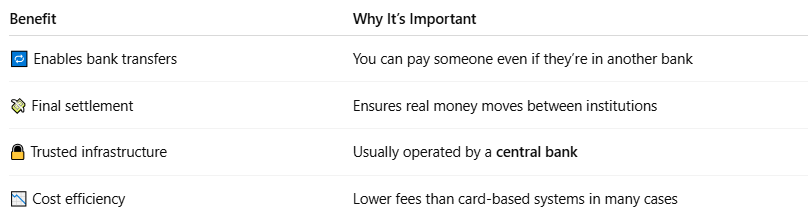 Benefit Why It's Important
Enables bank transfers You can pay someone even if they're in another bank
Final settlement Ensures real money moves between institutions
Trusted infrastructure Usually operated by a central bank
Cost efficiency Lower fees than card-based systems in many cases